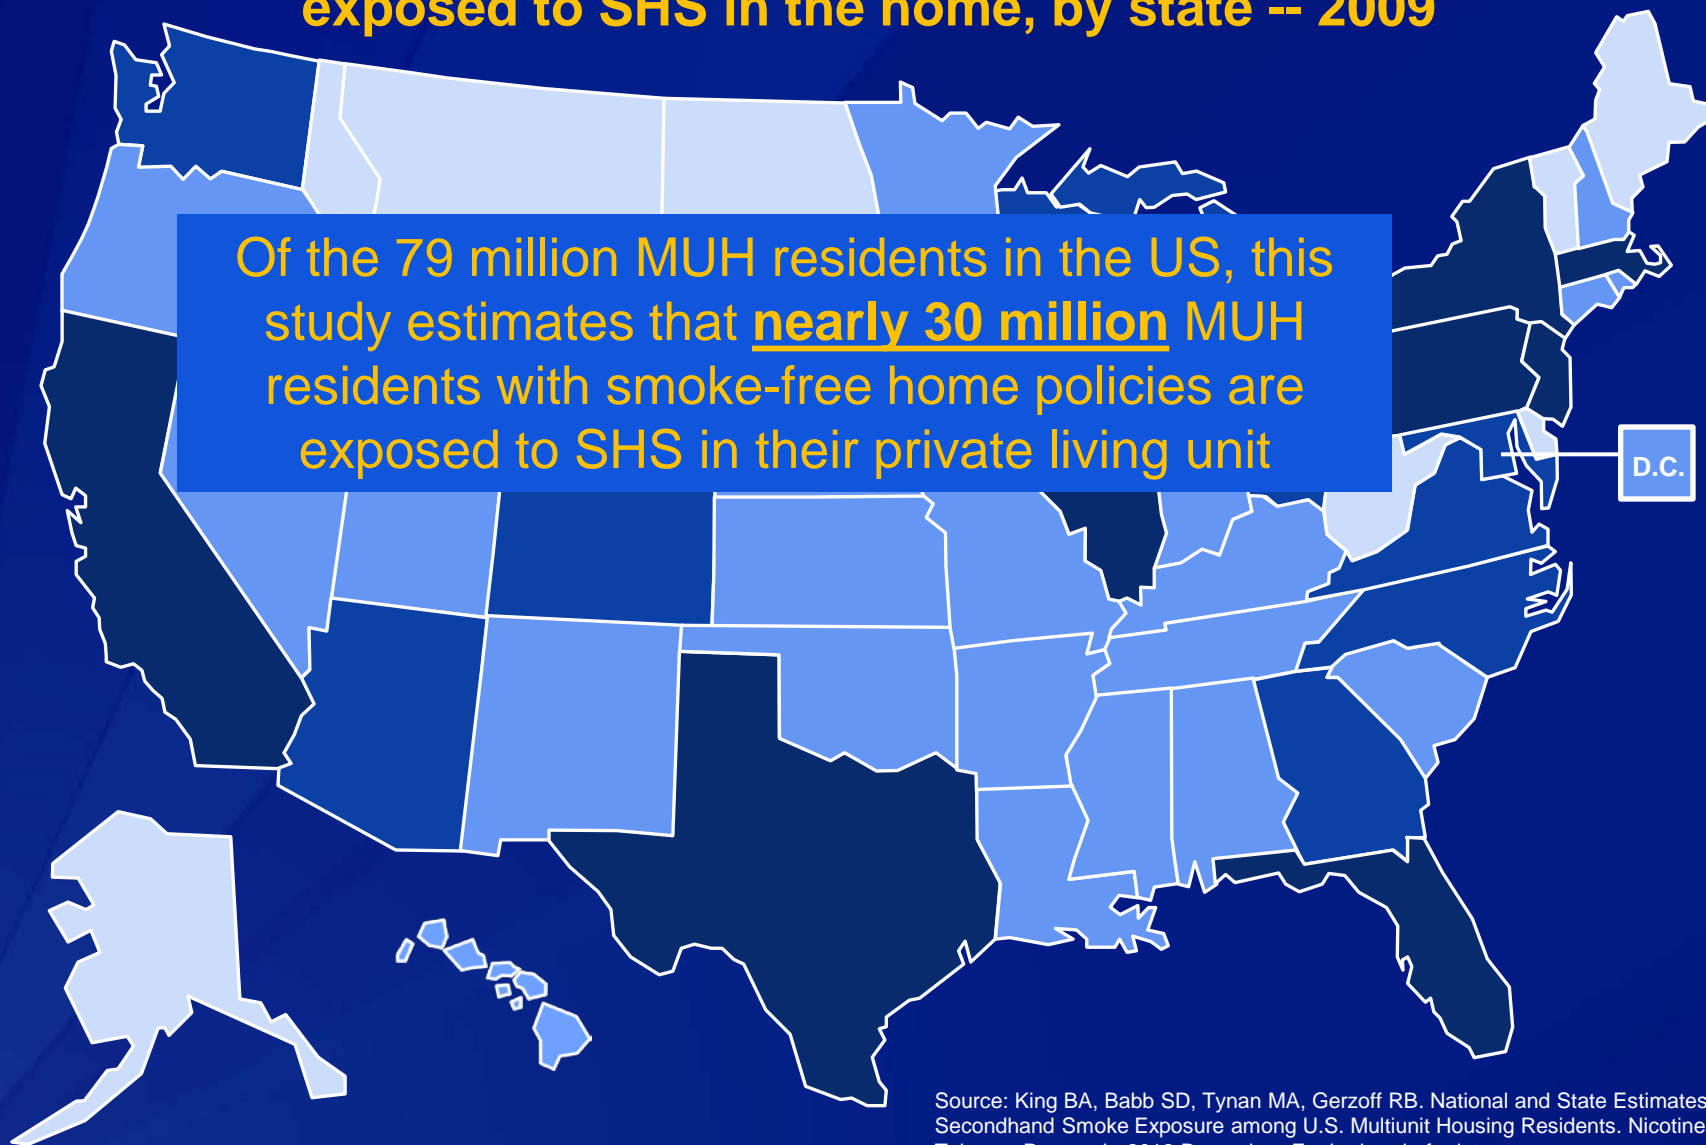 exposed to SHS in the home, by state -- 2009
Of the 79 million MUH residents in the US, this
study estimates that nearly 30 million MUH
residents with smoke-free home policies are
exposed to SHS in their private living unit
D.C.
Source: King BA, Babb SD, Tynan MA, Gerzoff RB. National and State Estimates
Secondhand Smoke Exposure among U.S. Multiunit Housing Residents. Nicotine